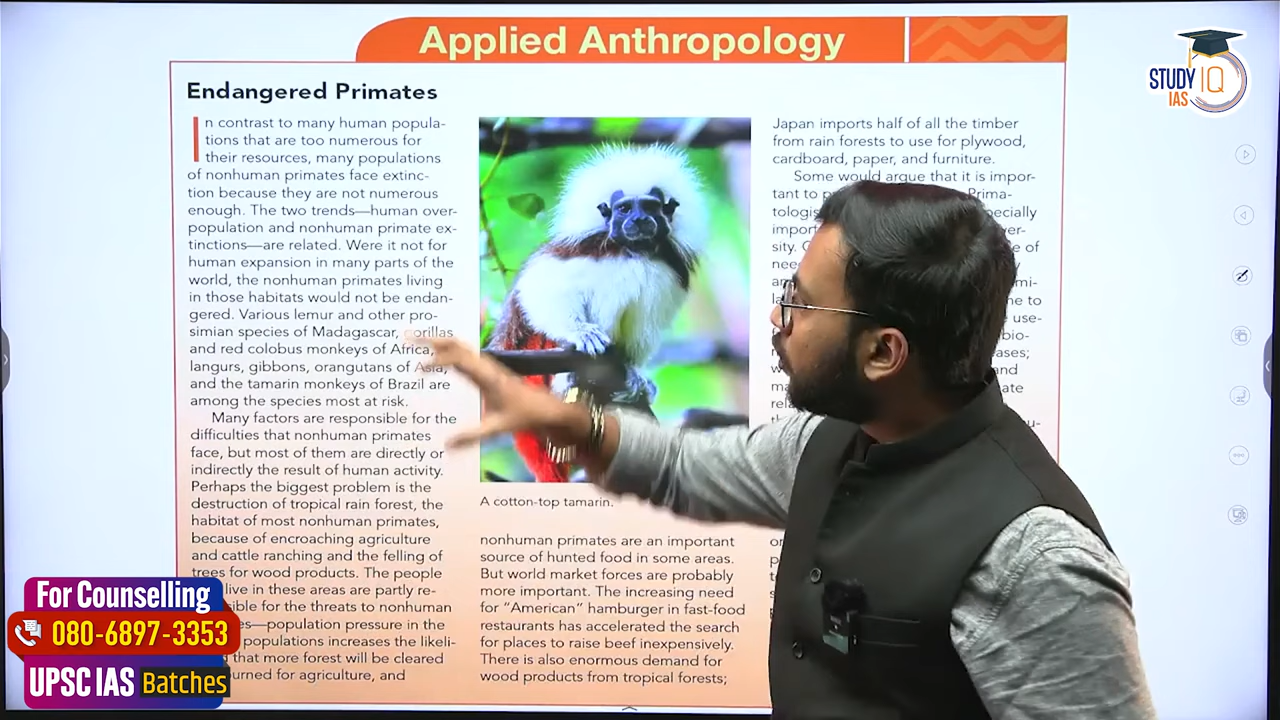 Applied Anthropology
STUDY IQ
IAS
Endangered Primates
In contrast to many human popula-
tions that are too numerous for
their resources, many populations
of nonhuman primates face extinc-
tion because they are not numerous
enough. The two trends—human over-
population and nonhuman primate ex-
tinctions—are related. Were it not for
human expansion in many parts of the
world, the nonhuman primates living
in those habitats would not be endan-
gered. Various lemur and other pro-
simian species of Madagascar, gorillas
and red colobus monkeys of Africa,
langurs, gibbons, orangutans of Asia,
and the tamarin monkeys of Brazil are
among the species most at risk.
Many factors are responsible for the
difficulties that nonhuman primates
face, but most of them are directly or
indirectly the result of human activity.
Perhaps the biggest problem is the
destruction of tropical rain forest, the
habitat of most nonhuman primates,
because of encroaching agriculture
and cattle ranching and the felling of
trees for wood products. The people
live in these areas are partly re-
for the threats to nonhuman
population pressure in the
populations increases the likeli-
that more forest will be cleared
for agriculture, and
A cotton-top tamarin.
nonhuman primates are an important
source of hunted food in some areas.
But world market forces are probably
more important. The increasing need
for "American" hamburger in fast-food
restaurants has accelerated the search
for places to raise beef inexpensively.
There is also enormous demand for
wood products from tropical forests;
Japan imports half of all the timber
from rain forests to use for plywood,
cardboard, paper, and furniture.
Some would argue that it is impor-
tant to
of
to
and
For Counselling
080-6897-3353
UPSC IAS Batches